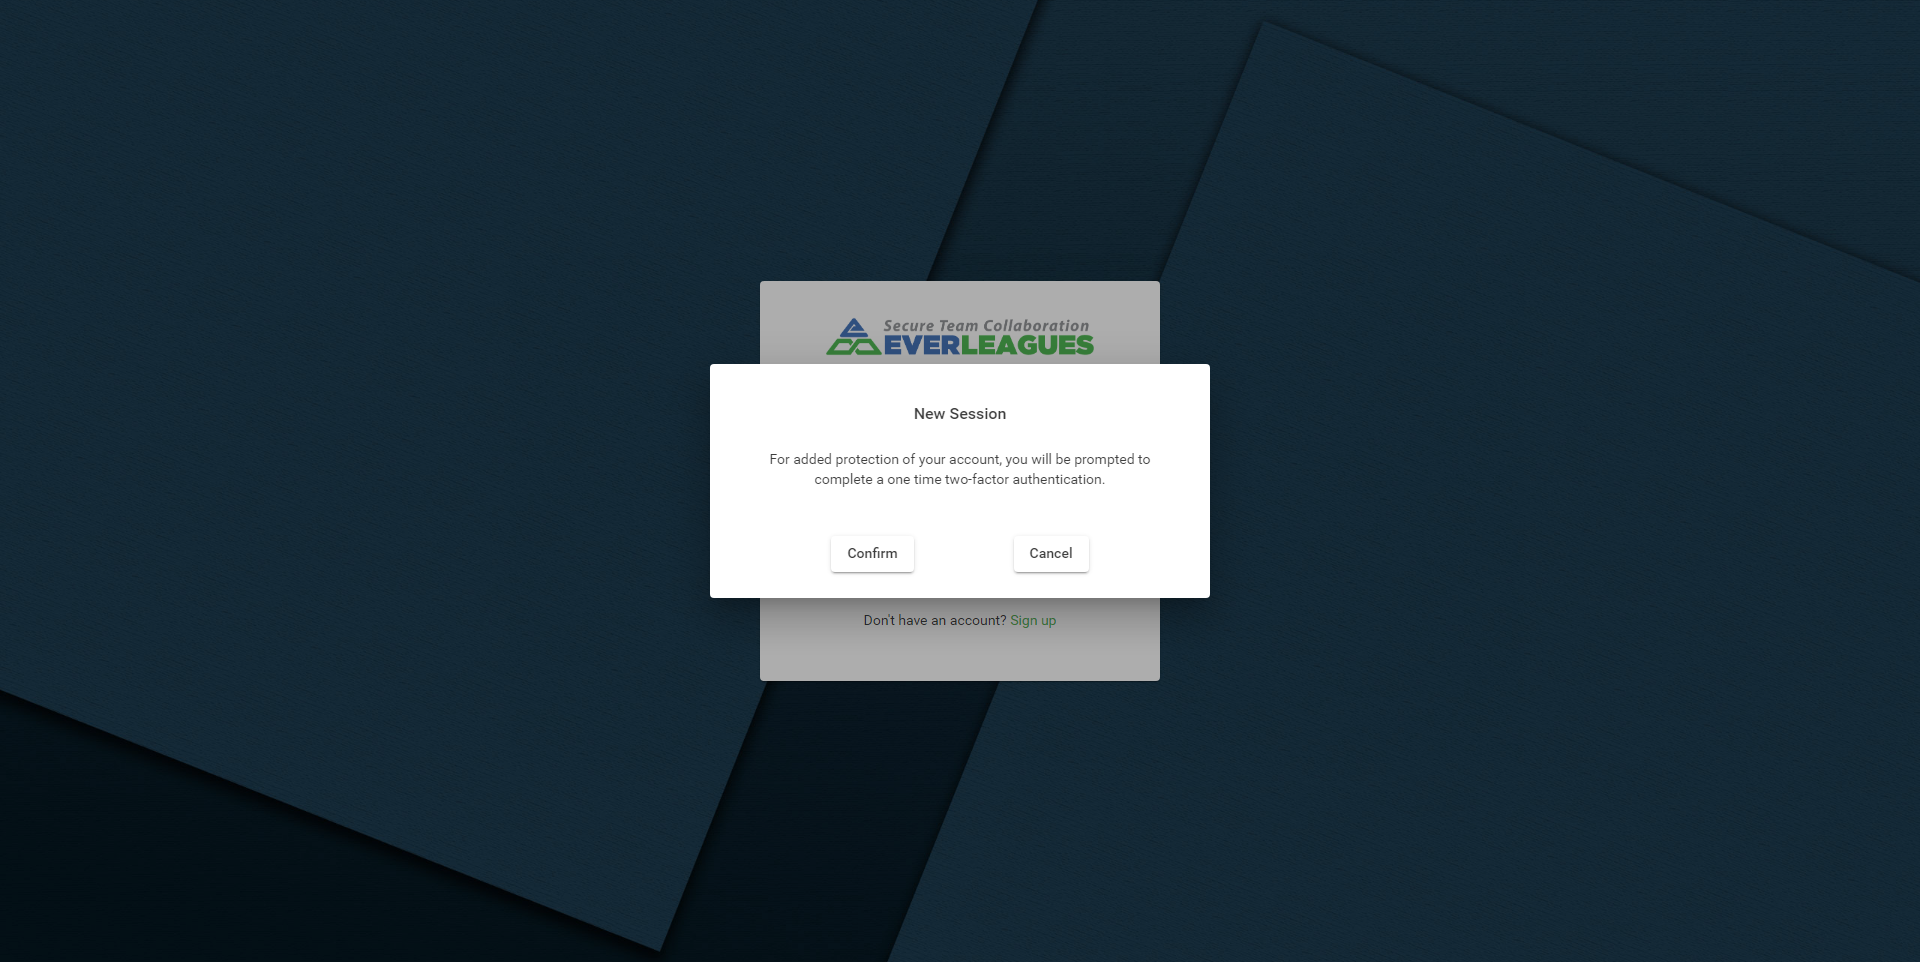 Secure Team Collaboration
EVERLEAGUES
New Session
For added protection of your account, you will be prompted to
complete a one time two-factor authentication.
Confirm
Cancel
Don't have an account? Sign up